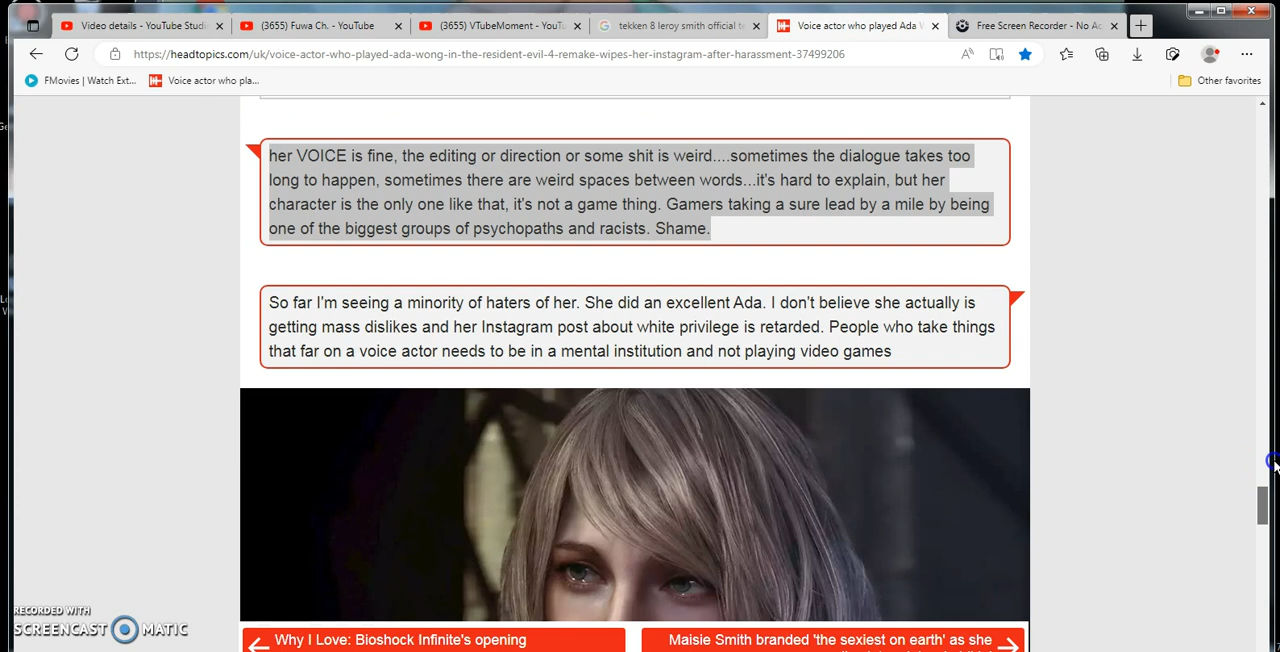 Video details - YouTube Studi
(3655) Fuwa Ch. - YouTube
(3655) VTubeMoment - YouTu
tekken 8 leroy smith official t
Voice actor who played Ada W
Free Screen Recorder - No Ac
https://headtopics.com/uk/voice-actor-who-played-ada-wong-in-the-resident-evil-4-remake-wipes-her-instagram-after-harassment-37499206
FMovies | Watch Ext...
Voice actor who pla...
Other favorites
her VOICE is fine, the editing or direction or some shit is weird....sometimes the dialogue takes too
long to happen, sometimes there are weird spaces between words...it's hard to explain, but her
character is the only one like that, it's not a game thing. Gamers taking a sure lead by a mile by being
one of the biggest groups of psychopaths and racists. Shame.
So far I'm seeing a minority of haters of her. She did an excellent Ada. I don't believe she actually is
getting mass dislikes and her Instagram post about white privilege is retarded. People who take things
that far on a voice actor needs to be in a mental institution and not playing video games
RECORDED WITH
SCREENCAST MATIC
Why I Love: Bioshock Infinite's opening
Maisie Smith branded 'the sexiest on earth' as she